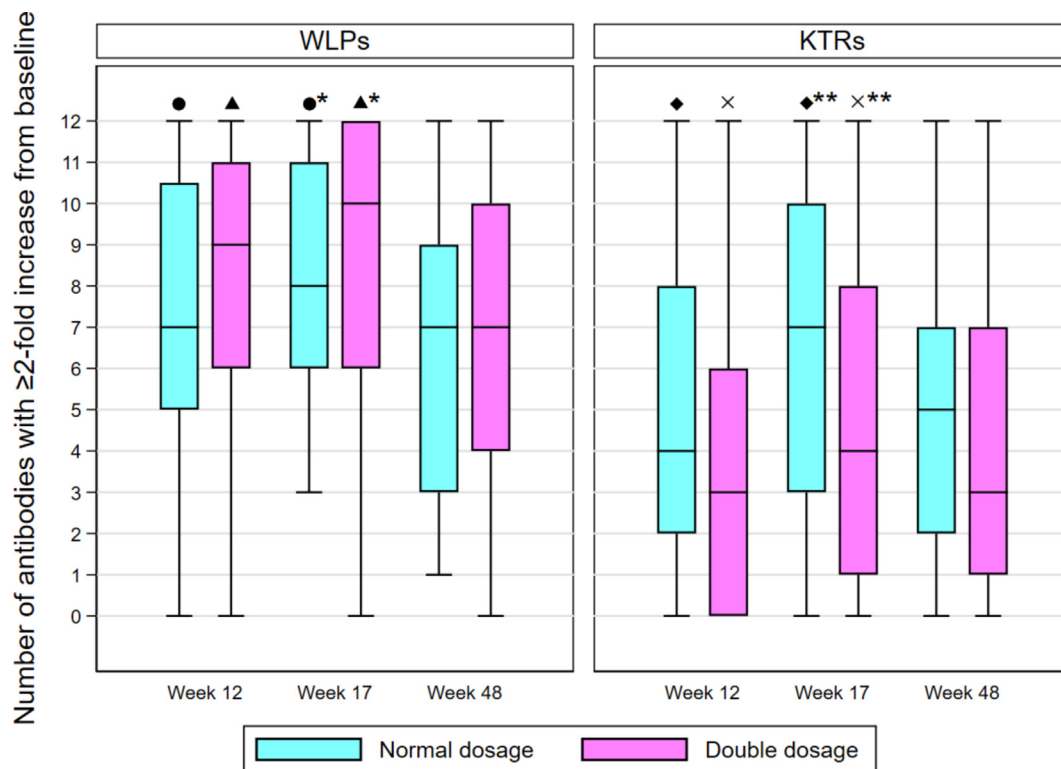 Number of antibodies with ≥2-fold increase from baseline
WLPs
KTRs
* * ** **
12
11
10
9
8
7
6
5
4
3
2
1
0
Week 12 Week 17 Week 48 Week 12 Week 17 Week 48
Normal dosage Double dosage